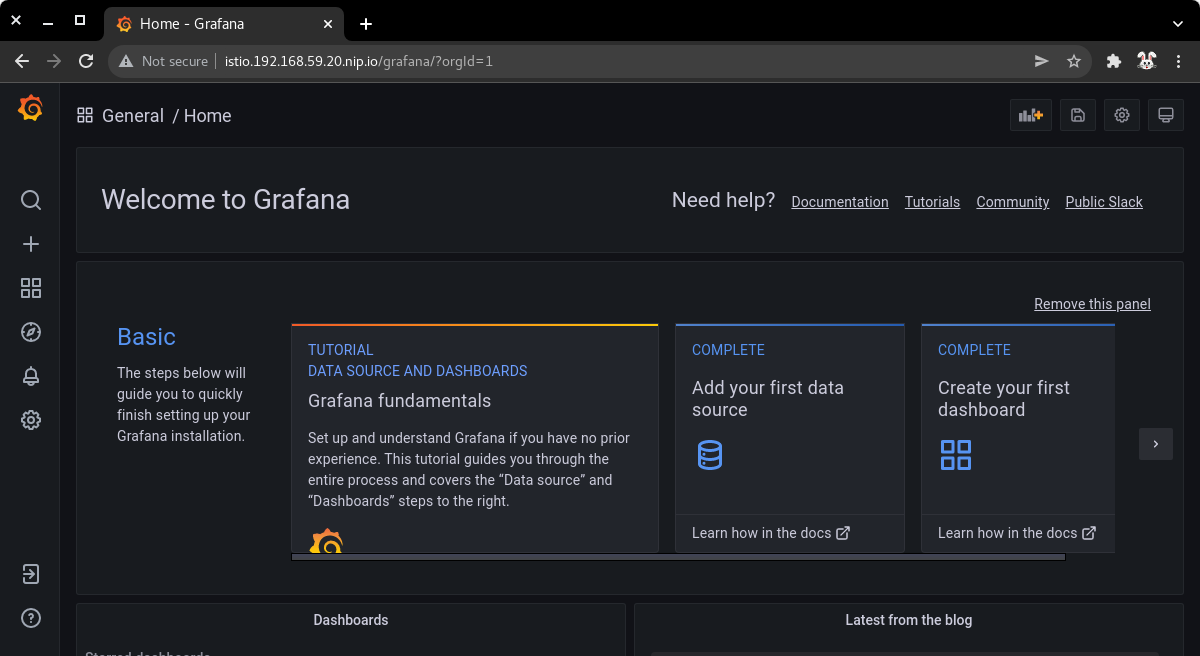 Home - Grafana
Not secure
istio.192.168.59.20.nip.io/grafana/?orgId=1
General / Home
Welcome to Grafana
Need help?
Documentation
Tutorials
Community
Public Slack
Remove this panel
Basic
The steps below will
guide you to quickly
finish setting up your
Grafana installation.
TUTORIAL
DATA SOURCE AND DASHBOARDS
Grafana fundamentals
Set up and understand Grafana if you have no prior
experience. This tutorial guides you through the
entire process and covers the “Data source” and
“Dashboards” steps to the right.
COMPLETE
Add your first data
source
Learn how in the docs
COMPLETE
Create your first
dashboard
Learn how in the docs
Dashboards
Starred dashboards
Latest from the blog